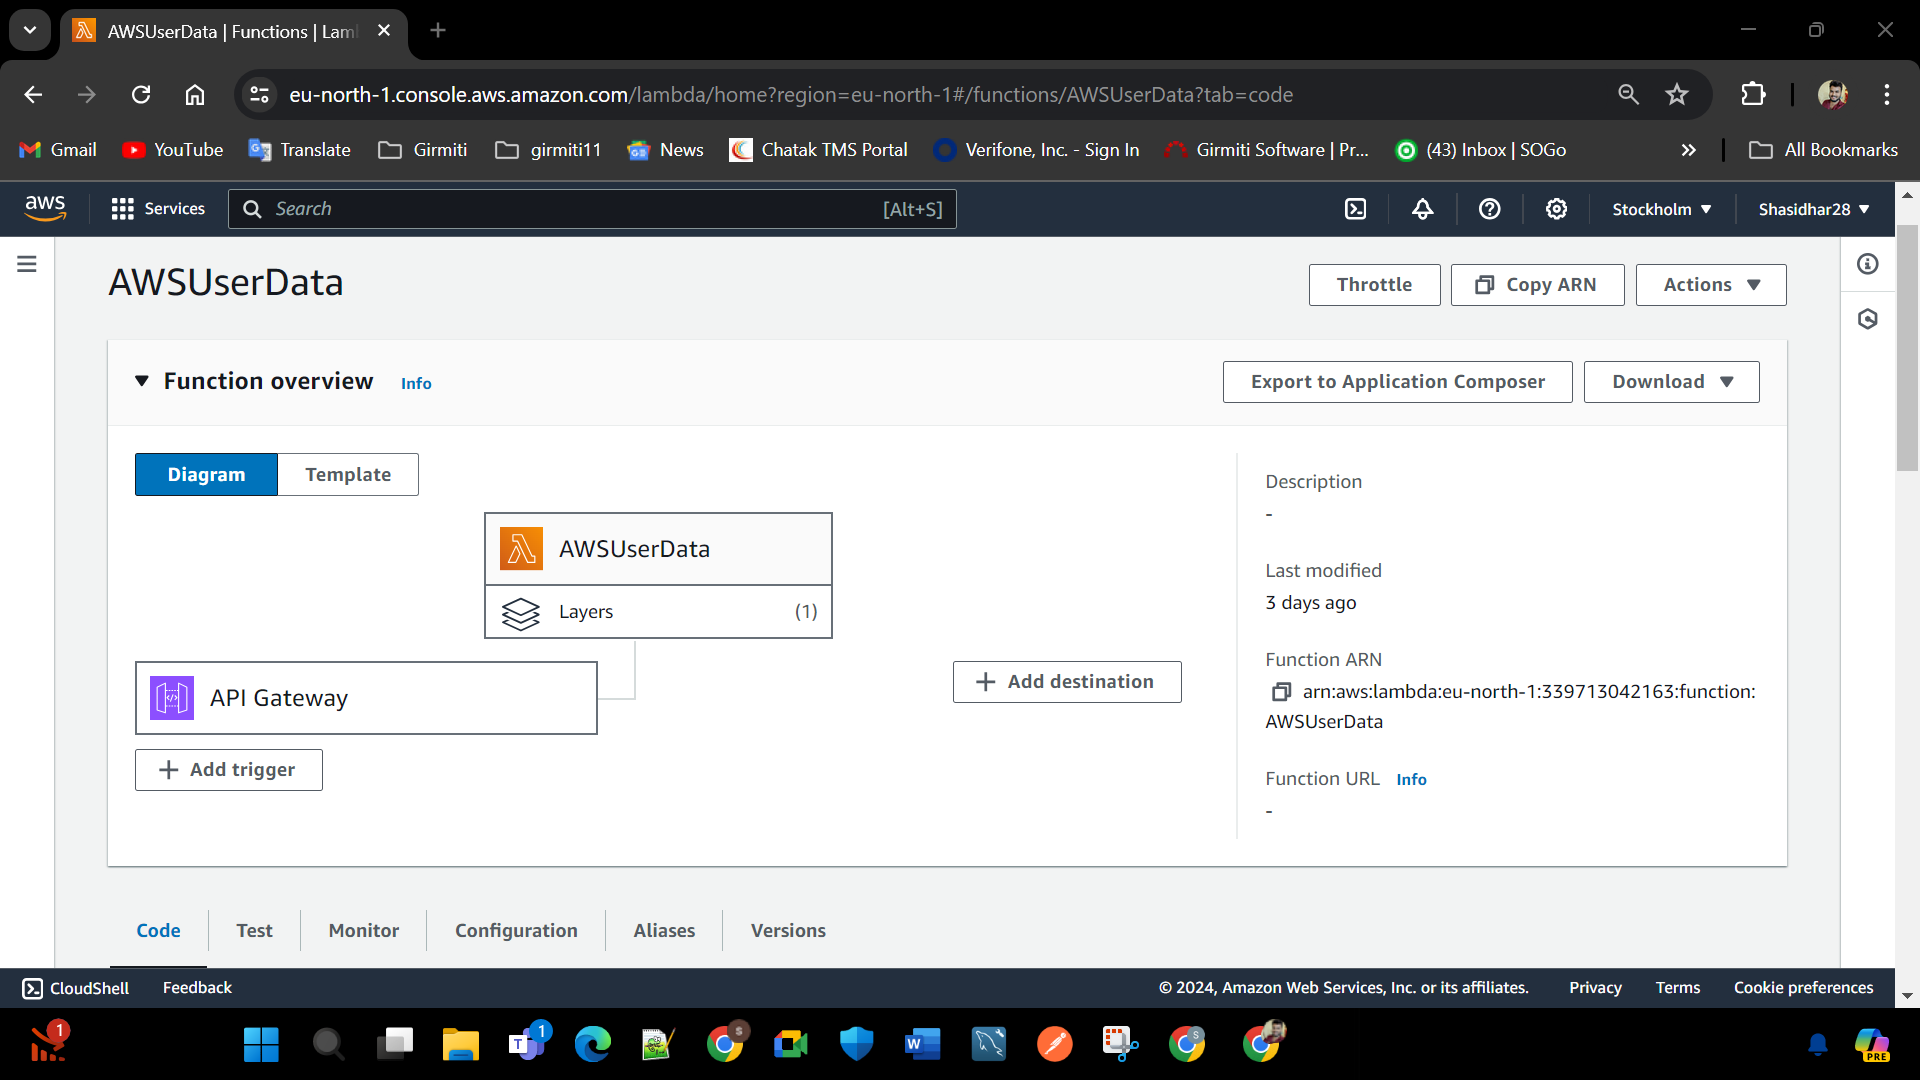 AWSUserData | Functions | Lam
eu-north-1.console.aws.amazon.com/lambda/home?region=eu-north-1#/functions/AWSUserData?tab=code
Gmail YouTube Translate Girmiti girmiti11 News Chatak TMS Portal Verifone, Inc. - Sign In Girmiti Software | Pr... (43) Inbox | SOGo » All Bookmarks
aws Services Search [Alt+S] Stockholm Shasidhar28
AWSUserData
Throttle Copy ARN Actions
Function overview Info
Export to Application Composer Download
Diagram Template
AWSUserData
Layers (1)
API Gateway
+ Add trigger
+ Add destination
Description
-
Last modified
3 days ago
Function ARN
arn:aws:lambda:eu-north-1:339713042163:function:
AWSUserData
Function URL Info
-
Code Test Monitor Configuration Aliases Versions
CloudShell Feedback © 2024, Amazon Web Services, Inc. or its affiliates. Privacy Terms Cookie preferences
1 T 1 S W S PRE